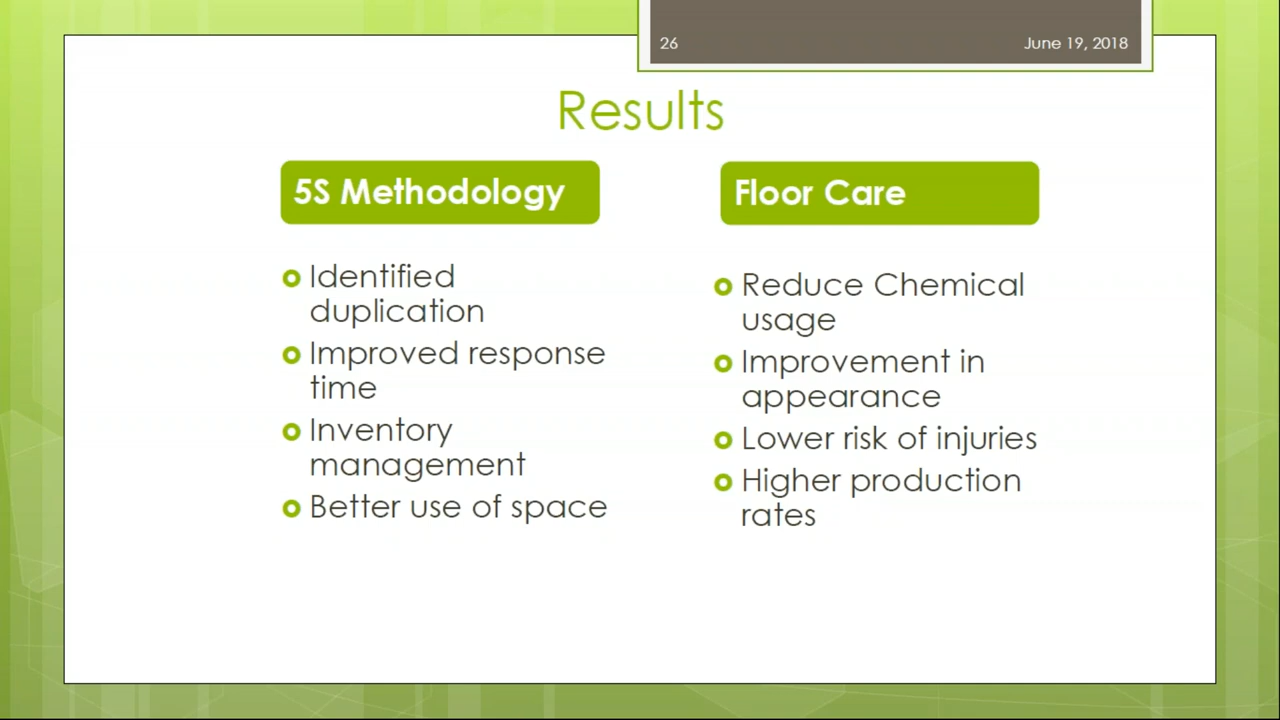 26
June 19, 2018
Results
5S Methodology
Identified
duplication
Improved response
time
Inventory
management
Better use of space
Floor Care
Reduce Chemical
usage
Improvement in
appearance
Lower risk of injuries
Higher production
rates